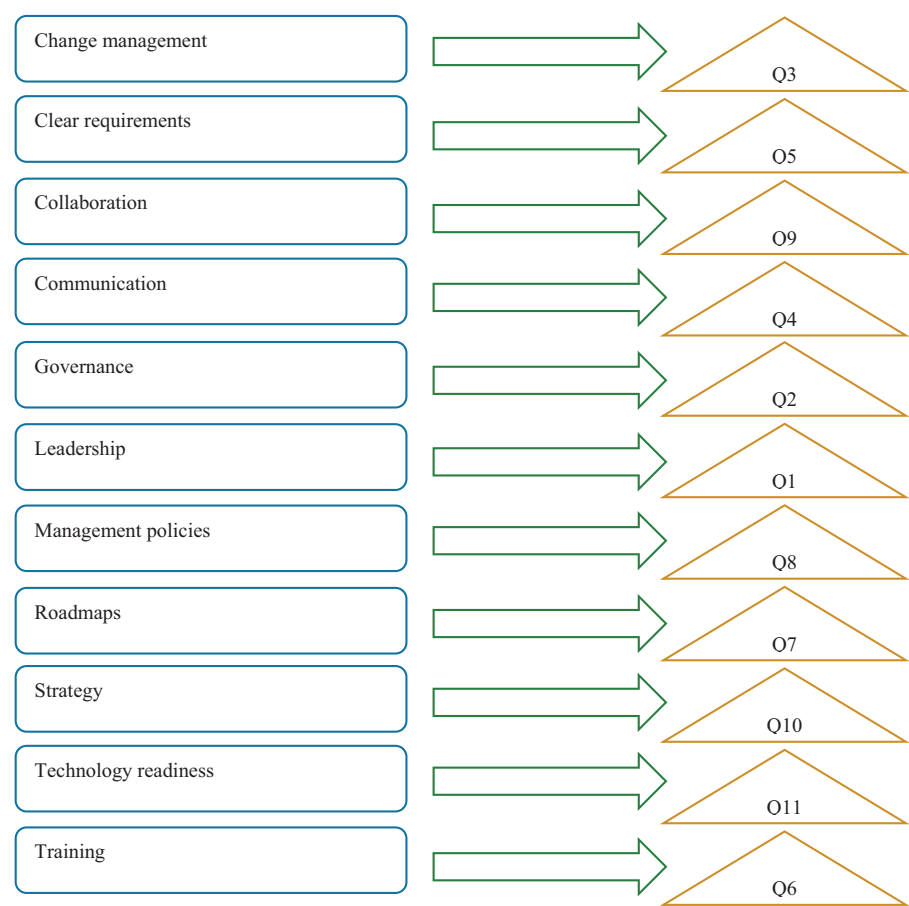 Change management
Q3
Clear requirements
Q5
Collaboration
Q9
Communication
Q4
Governance
Q2
Leadership
Q1
Management policies
Q8
Roadmaps
Q7
Strategy
Q10
Technology readiness
Q11
Training
Q6